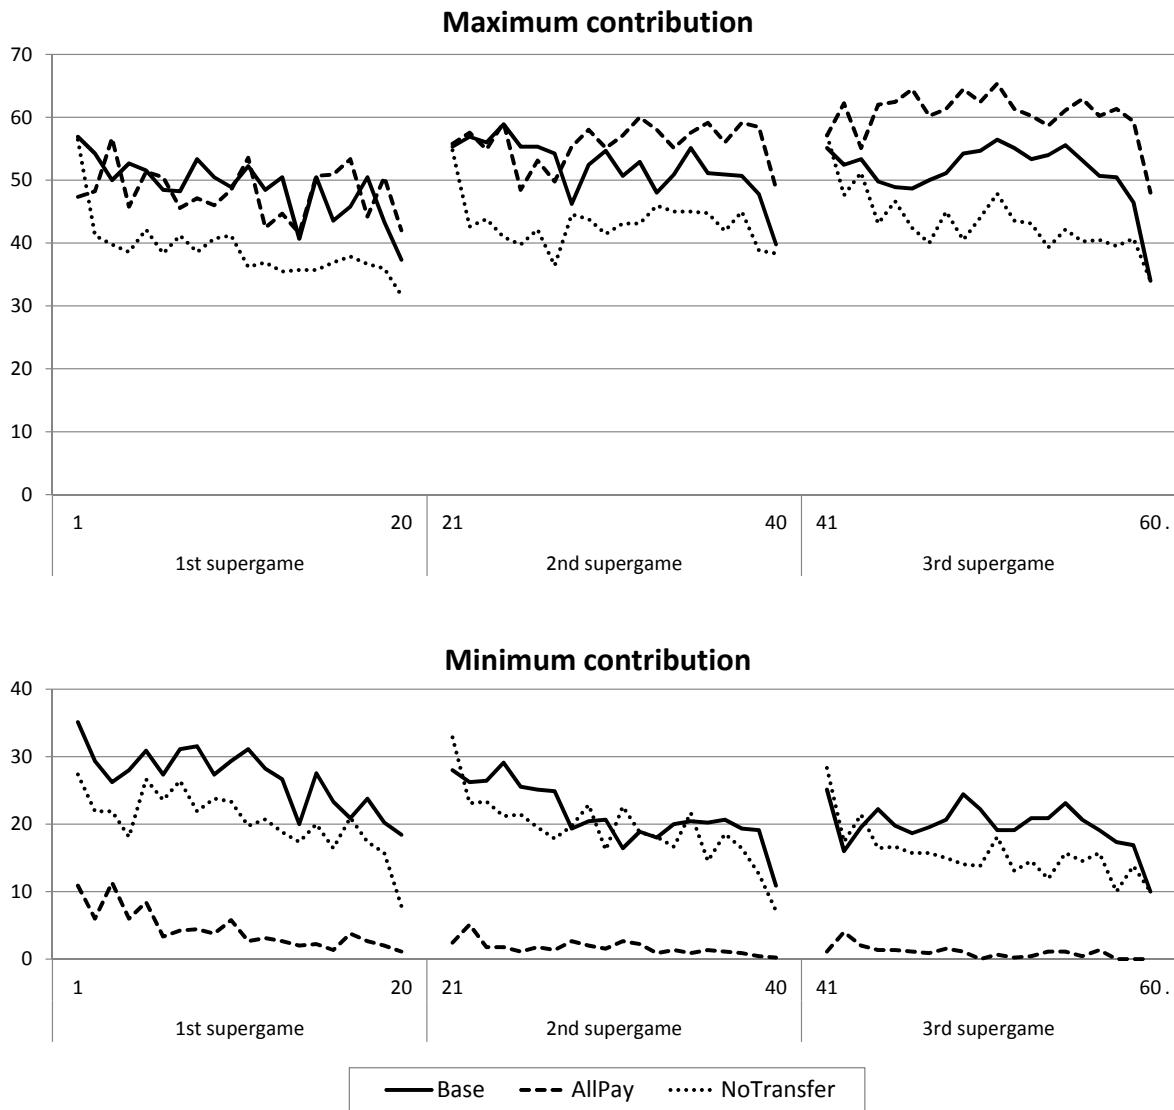 Maximum contribution
70
60
50
40
30
20
10
0
1 20 21 40 41 60 .
1st supergame 2nd supergame 3rd supergame
Minimum contribution
40
30
20
10
0
1 20 21 40 41 60 .
1st supergame 2nd supergame 3rd supergame
Base AllPay NoTransfer